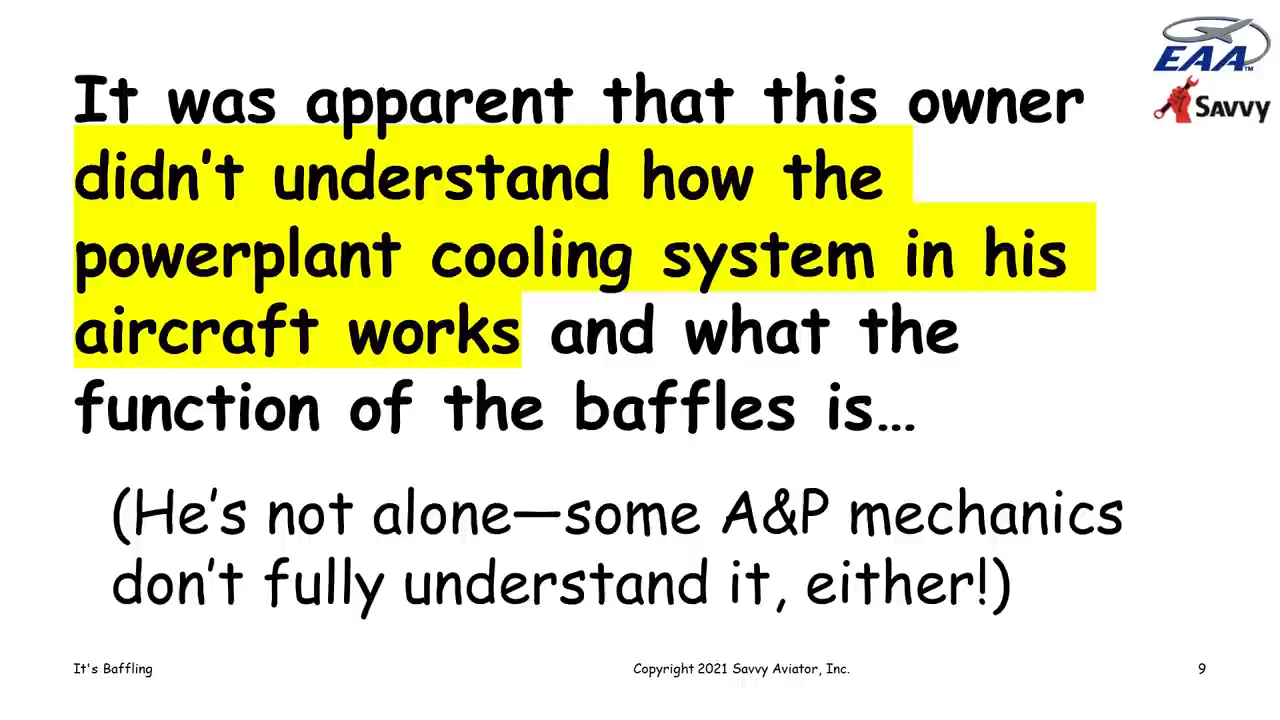 EAA™
Savvy
It was apparent that this owner
didn’t understand how the
powerplant cooling system in his
aircraft works and what the
function of the baffles is…
(He’s not alone—some A&P mechanics
don’t fully understand it, either!)
It's Baffling
Copyright 2021 Savvy Aviator, Inc.
9